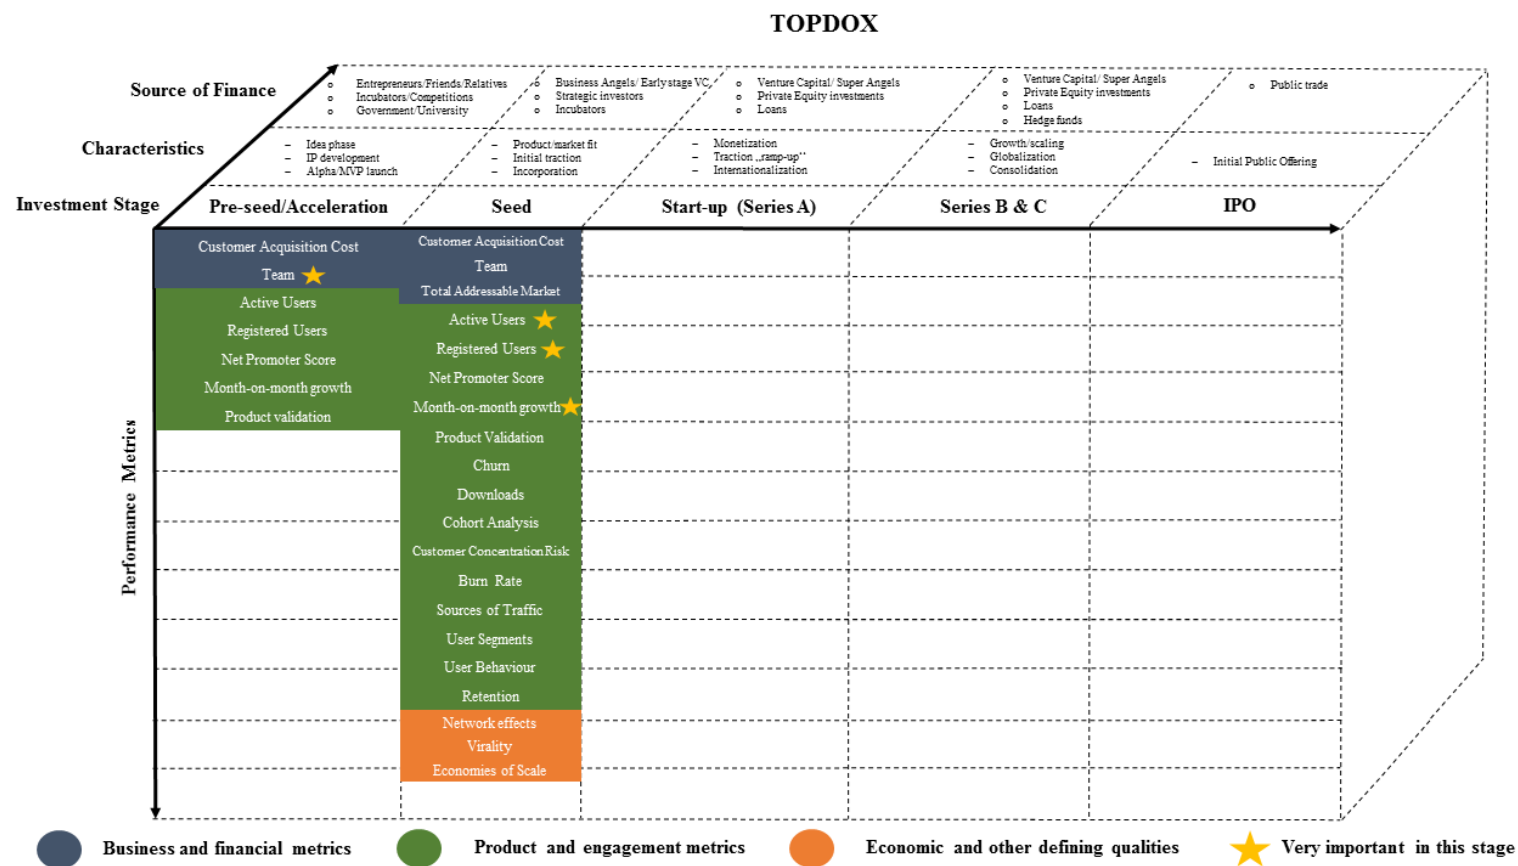 TOPDOX
Source of Finance
o Entrepreneurs/Friends/Relatives
o Incubators/Competitions
o Government/University
o Business Angels/ Early stage VC
o Strategic investors
o Incubators
o Venture Capital/ Super Angels
o Private Equity investments
o Loans
o Venture Capital/ Super Angels
o Private Equity investments
o Loans
o Hedge funds
o Public trade
Characteristics
– Idea phase
– IP development
– Alpha/MVP launch
– Product/market fit
– Initial traction
– Incorporation
– Monetization
– Traction „ramp-up“
– Internationalization
– Growth/scaling
– Globalization
– Consolidation
– Initial Public Offering
Investment Stage
Pre-seed/Acceleration
Seed
Start-up (Series A)
Series B & C
IPO
Performance Metrics
Customer Acquisition Cost
Team
Active Users
Registered Users
Net Promoter Score
Month-on-month growth
Product validation
Customer Acquisition Cost
Team
Total Addressable Market
Active Users
Registered Users
Net Promoter Score
Month-on-month growth
Product Validation
Churn
Downloads
Cohort Analysis
Customer Concentration Risk
Burn Rate
Sources of Traffic
User Segments
User Behaviour
Retention
Network effects
Virality
Economies of Scale
Business and financial metrics
Product and engagement metrics
Economic and other defining qualities
Very important in this stage